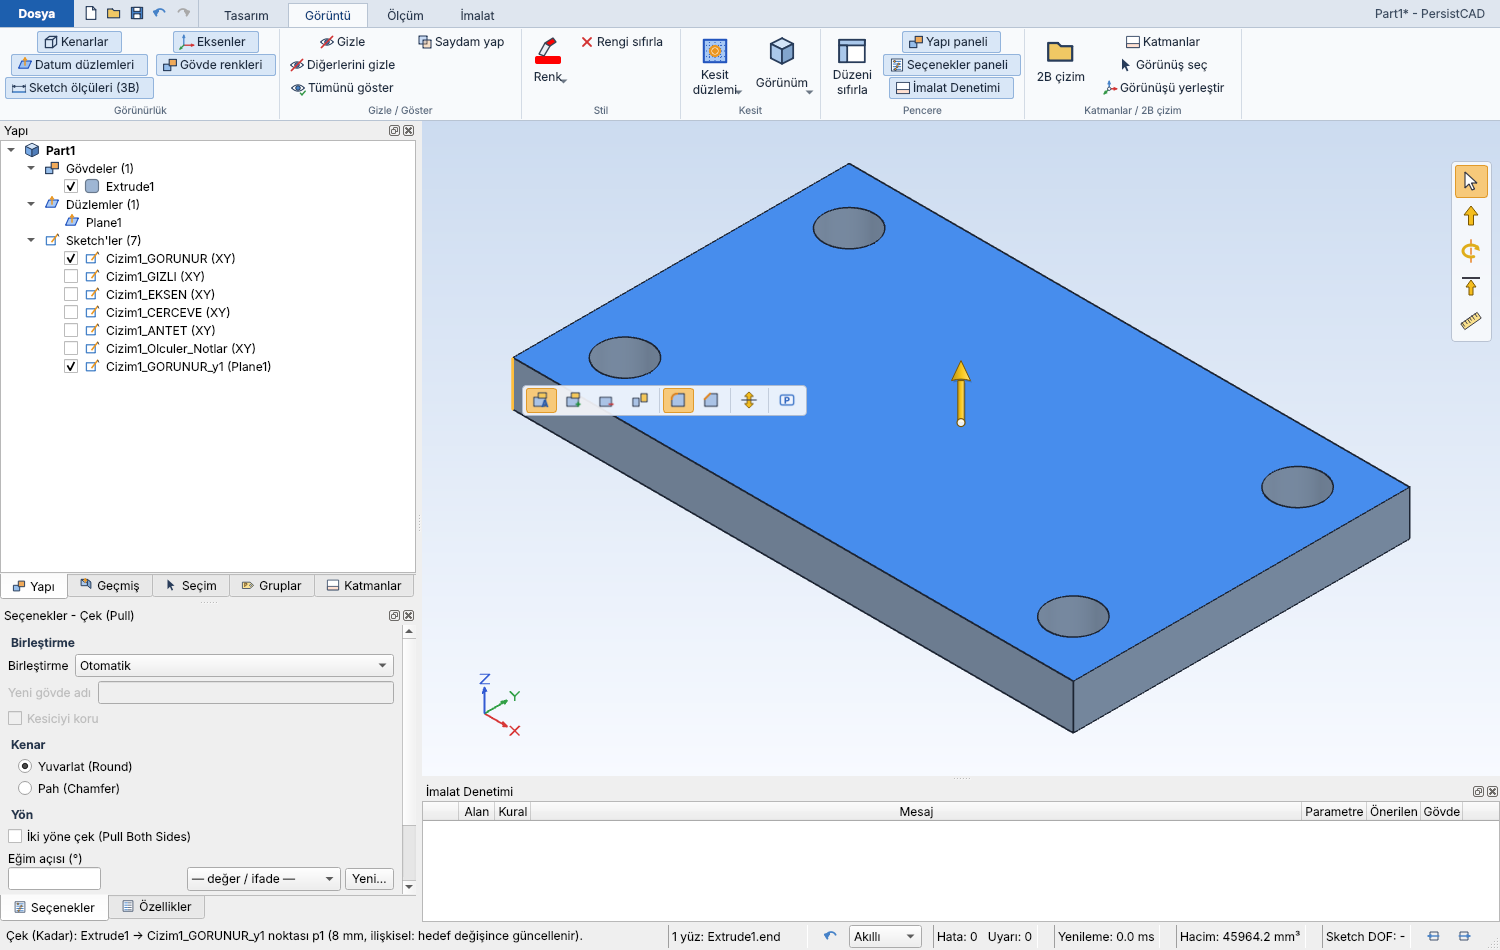 Dosya
Tasarım
Görüntü
Ölçüm
İmalat
Part1* - PersistCAD
Kenarlar
Eksenler
Datum düzlemleri
Gövde renkleri
Sketch ölçüleri (3B)
Görünürlük
Gizle
Saydam yap
Diğerlerini gizle
Tümünü göster
Gizle / Göster
Renk
Rengi sıfırla
Stil
Kesit
düzlemi
Görünüm
Kesit
Düzeni
sıfırla
Yapı paneli
Seçenekler paneli
İmalat Denetimi
Pencere
2B çizim
Katmanlar
Görünüş seç
Görünüşü yerleştir
Katmanlar / 2B çizim
Yapı
Part1
Gövdeler (1)
Extrude1
Düzlemler (1)
Plane1
Sketch'ler (7)
Cizim1_GORUNUR (XY)
Cizim1_GIZLI (XY)
Cizim1_EKSEN (XY)
Cizim1_CERCEVE (XY)
Cizim1_ANTET (XY)
Cizim1_Olculer_Notlar (XY)
Cizim1_GORUNUR_y1 (Plane1)
Yapı
Geçmiş
Seçim
Gruplar
Katmanlar
Seçenekler - Çek (Pull)
Birleştirme
Birleştirme
Otomatik
Yeni gövde adı
Kesiciyi koru
Kenar
Yuvarlat (Round)
Pah (Chamfer)
Yön
İki yöne çek (Pull Both Sides)
Eğim açısı (°)
— değer / ifade —
Yeni...
Seçenekler
Özellikler
P
Z
Y
X
İmalat Denetimi
Alan
Kural
Mesaj
Parametre
Önerilen
Gövde
Çek (Kadar): Extrude1 → Cizim1_GORUNUR_y1 noktası p1 (8 mm, ilişkisel: hedef değişince güncellenir).
1 yüz: Extrude1.end
Akıllı
Hata: 0
Uyarı: 0
Yenileme: 0.0 ms
Hacim: 45964.2 mm³
Sketch DOF: -